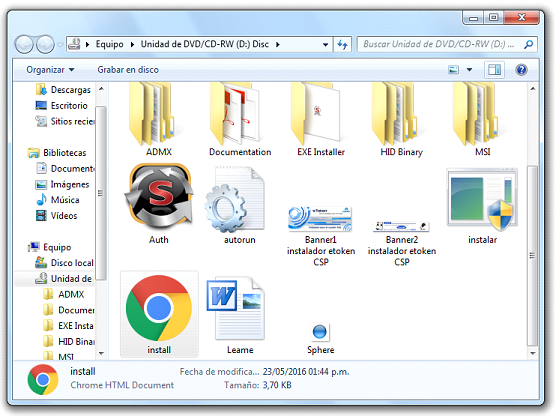 Equipo ▸ Unidad de DVD/CD-RW (D:) Disc ▸
Buscar Unidad de DVD/CD-RW (D:) ...
Organizar
Grabar en disco
Descargas
Escritorio
Sitios recien
Bibliotecas
Documento
Imágenes
Música
Vídeos
Equipo
Disco local
Unidad de
ADMX
Documen
EXE Insta
HID Binar
MSI
ADMX
Documentation
EXE Installer
HID Binary
MSI
Auth
autorun
Banner1
instalador etoken
CSP
Banner2
instalador etoken
CSP
instalar
install
Leame
Sphere
install
Fecha de modifica... 23/05/2016 01:44 p.m.
Chrome HTML Document
Tamaño: 3,70 KB